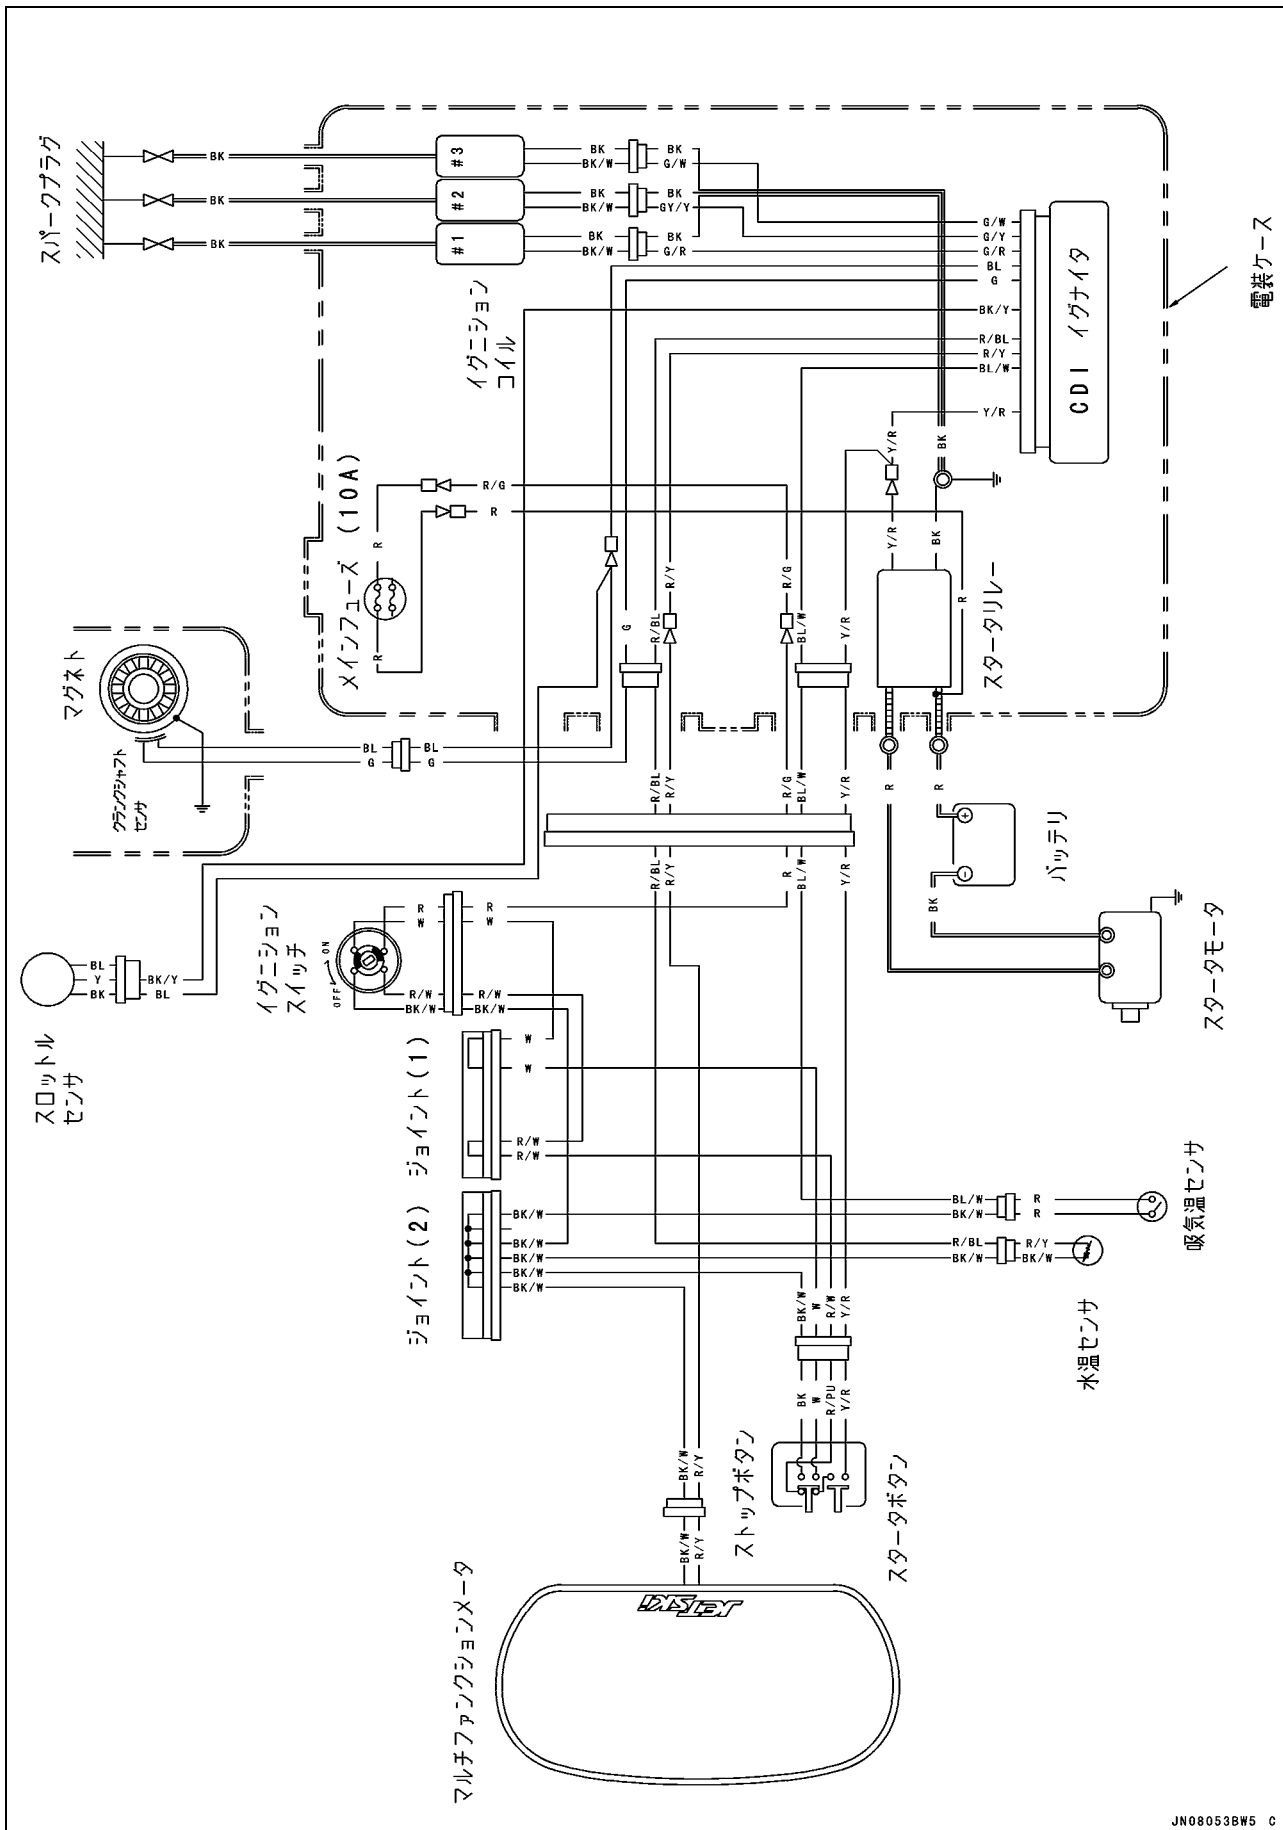 スパークプラグ
BK
BK
BK
#3
#2
#1
BK
BK/W
BK
BK/W
BK
BK/W
BK
G/W
BK
GY/Y
BK
G/R
イグニション
コイル
G/W
G/Y
G/R
BL
G
BK/Y
R/BL
R/Y
BL/W
Y/R
CDI イグナイタ
電装ケース
メインフューズ (10A)
R
R
R/G
R
Y/R
BK
Y/R
BK
R
スタータリレー
G
R/BL
R/Y
R/G
BL/W
Y/R
マグネト
クランクシャフト
センサ
BL
G
BL
G
R/BL
R/Y
R/G
BL/W
Y/R
R/BL
R/Y
R
BL/W
Y/R
R
R
BK
バッテリ
+
-
スタータモータ
スロットル
センサ
BL
Y
BK
BK/Y
BL
イグニション
スイッチ
OFF
ON
R
W
R/W
BK/W
R
W
R/W
BK/W
ジョイント(1)
W
W
R/W
R/W
ジョイント(2)
BK/W
BK/W
BK/W
BK/W
BK/W
BL/W
BK/W
R
R
吸気温センサ
R/BL
BK/W
R/Y
BK/W
水温センサ
BK/W
W
R/W
Y/R
BK
W
R/PU
Y/R
ストップボタン
スタータボタン
BK/W
R/Y
BK/W
R/Y
マルチファンクションメータ
JET SKI
JN08053BW5 C